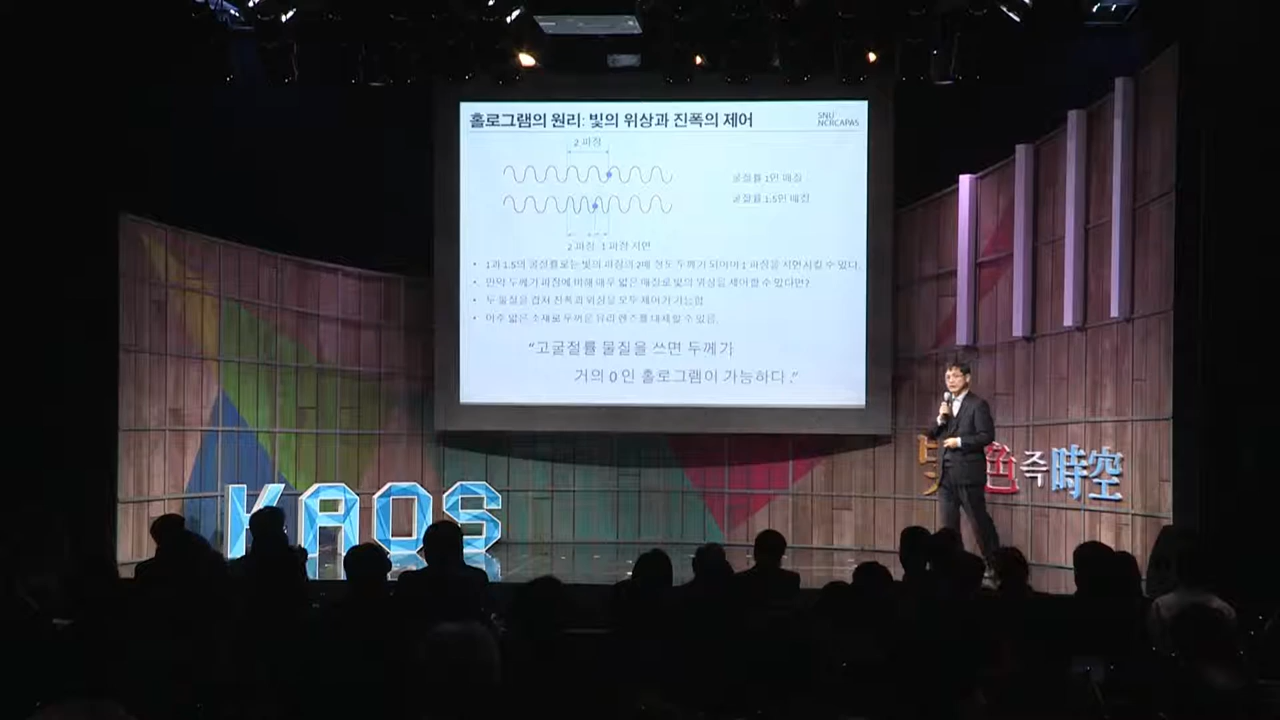 홀로그램의 원리: 빛의 위상과 진폭의 제어
SNU
NCRCAPAS
2 파장
굴절률 1인 매질
굴절률 1.5인 매질
2 파장 1 파장 지연
• 1과 1.5의 굴절률로는 빛의 파장의 2배 정도 두께가 되어야 1 파장을 지연시킬 수 있다.
• 만약 두께가 파장에 비해 매우 얇은 매질로 빛의 위상을 제어할 수 있다면?
• 두 물질을 겹쳐 진폭과 위상을 모두 제어가 가능함
• 아주 얇은 소재로 두꺼운 유리 렌즈를 대체할 수 있음.
“고굴절률 물질을 쓰면 두께가
거의 0 인 홀로그램이 가능하다.”
色즉時空
KAOS